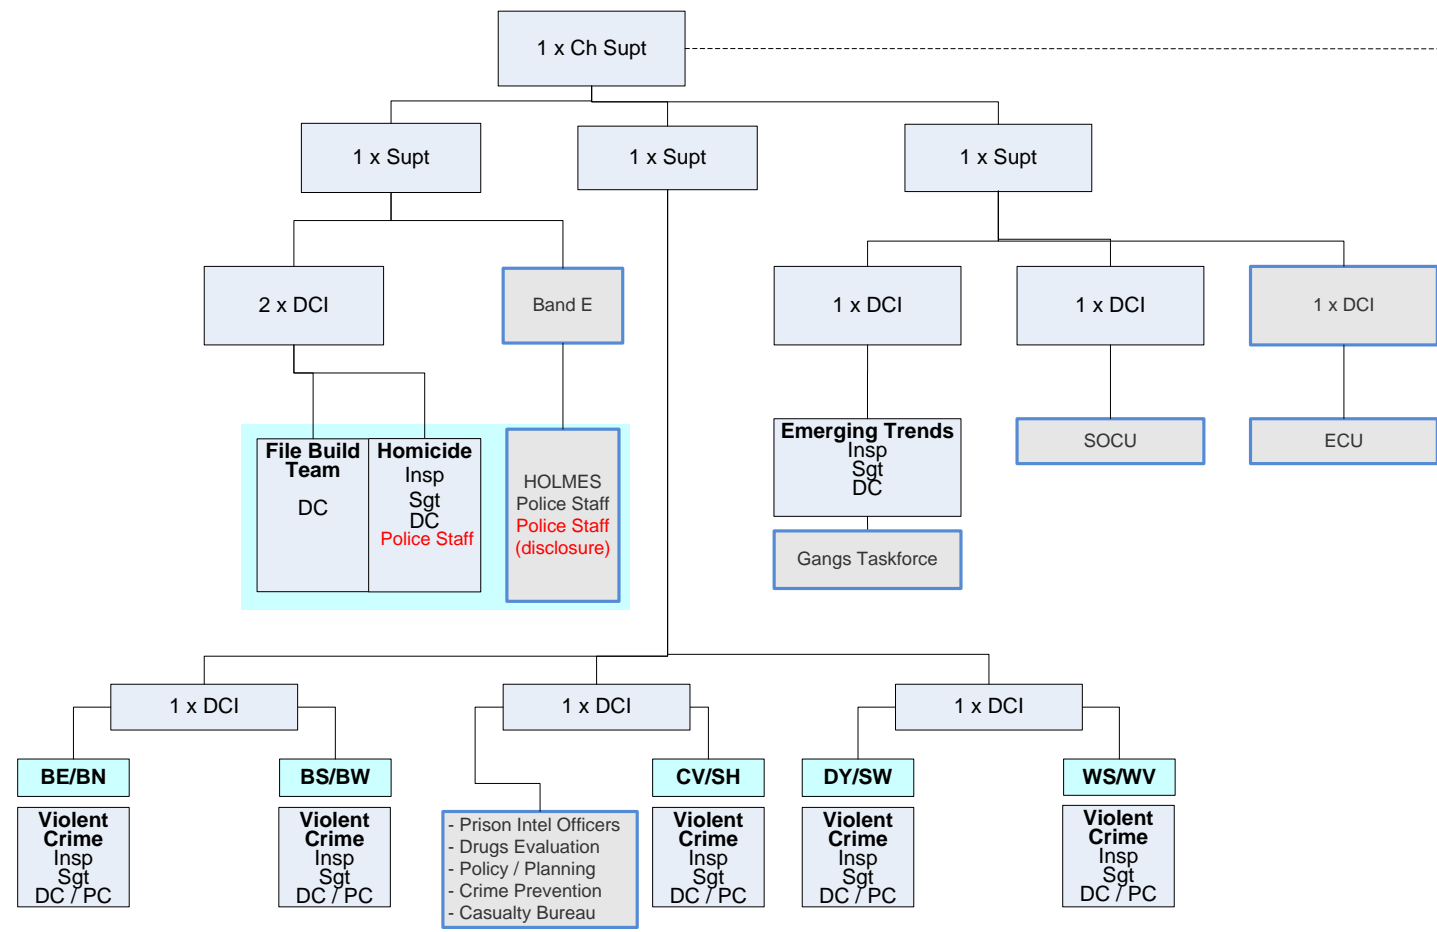 1 x Ch Supt
1 x Supt
1 x Supt
1 x Supt
2 x DCI
Band E
1 x DCI
1 x DCI
1 x DCI
File Build
Team
DC
Homicide
Insp
Sgt
DC
Police Staff
HOLMES
Police Staff
Police Staff
(disclosure)
Emerging Trends
Insp
Sgt
DC
SOCU
ECU
Gangs Taskforce
1 x DCI
1 x DCI
1 x DCI
BE/BN
BS/BW
CV/SH
DY/SW
WS/WV
Violent
Crime
Insp
Sgt
DC / PC
Violent
Crime
Insp
Sgt
DC / PC
- Prison Intel Officers
- Drugs Evaluation
- Policy / Planning
- Crime Prevention
- Casualty Bureau
Violent
Crime
Insp
Sgt
DC / PC
Violent
Crime
Insp
Sgt
DC / PC
Violent
Crime
Insp
Sgt
DC / PC